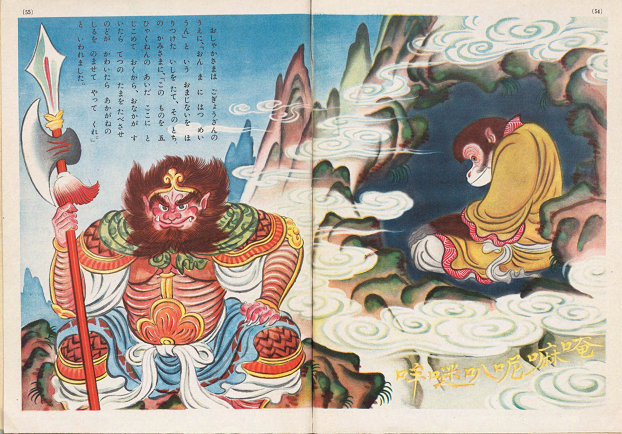 (54)
唵嘛呢叭咪吽
(55)
おしゃかさまは ごぎょうざんの
うえに、「おん ま に はつ めい
うん」と いう おまじないを ほ
りつけた いしを たて、そのとち
の かみさまに、「この ものを 五
ひゃくねんの あいだ ここに と
じこめて おくから、おなかが す
いたら てつの たまを たべさせ
のどが かわいたら あかがねの
しるを のませて やって くれ。」
と いわれました。